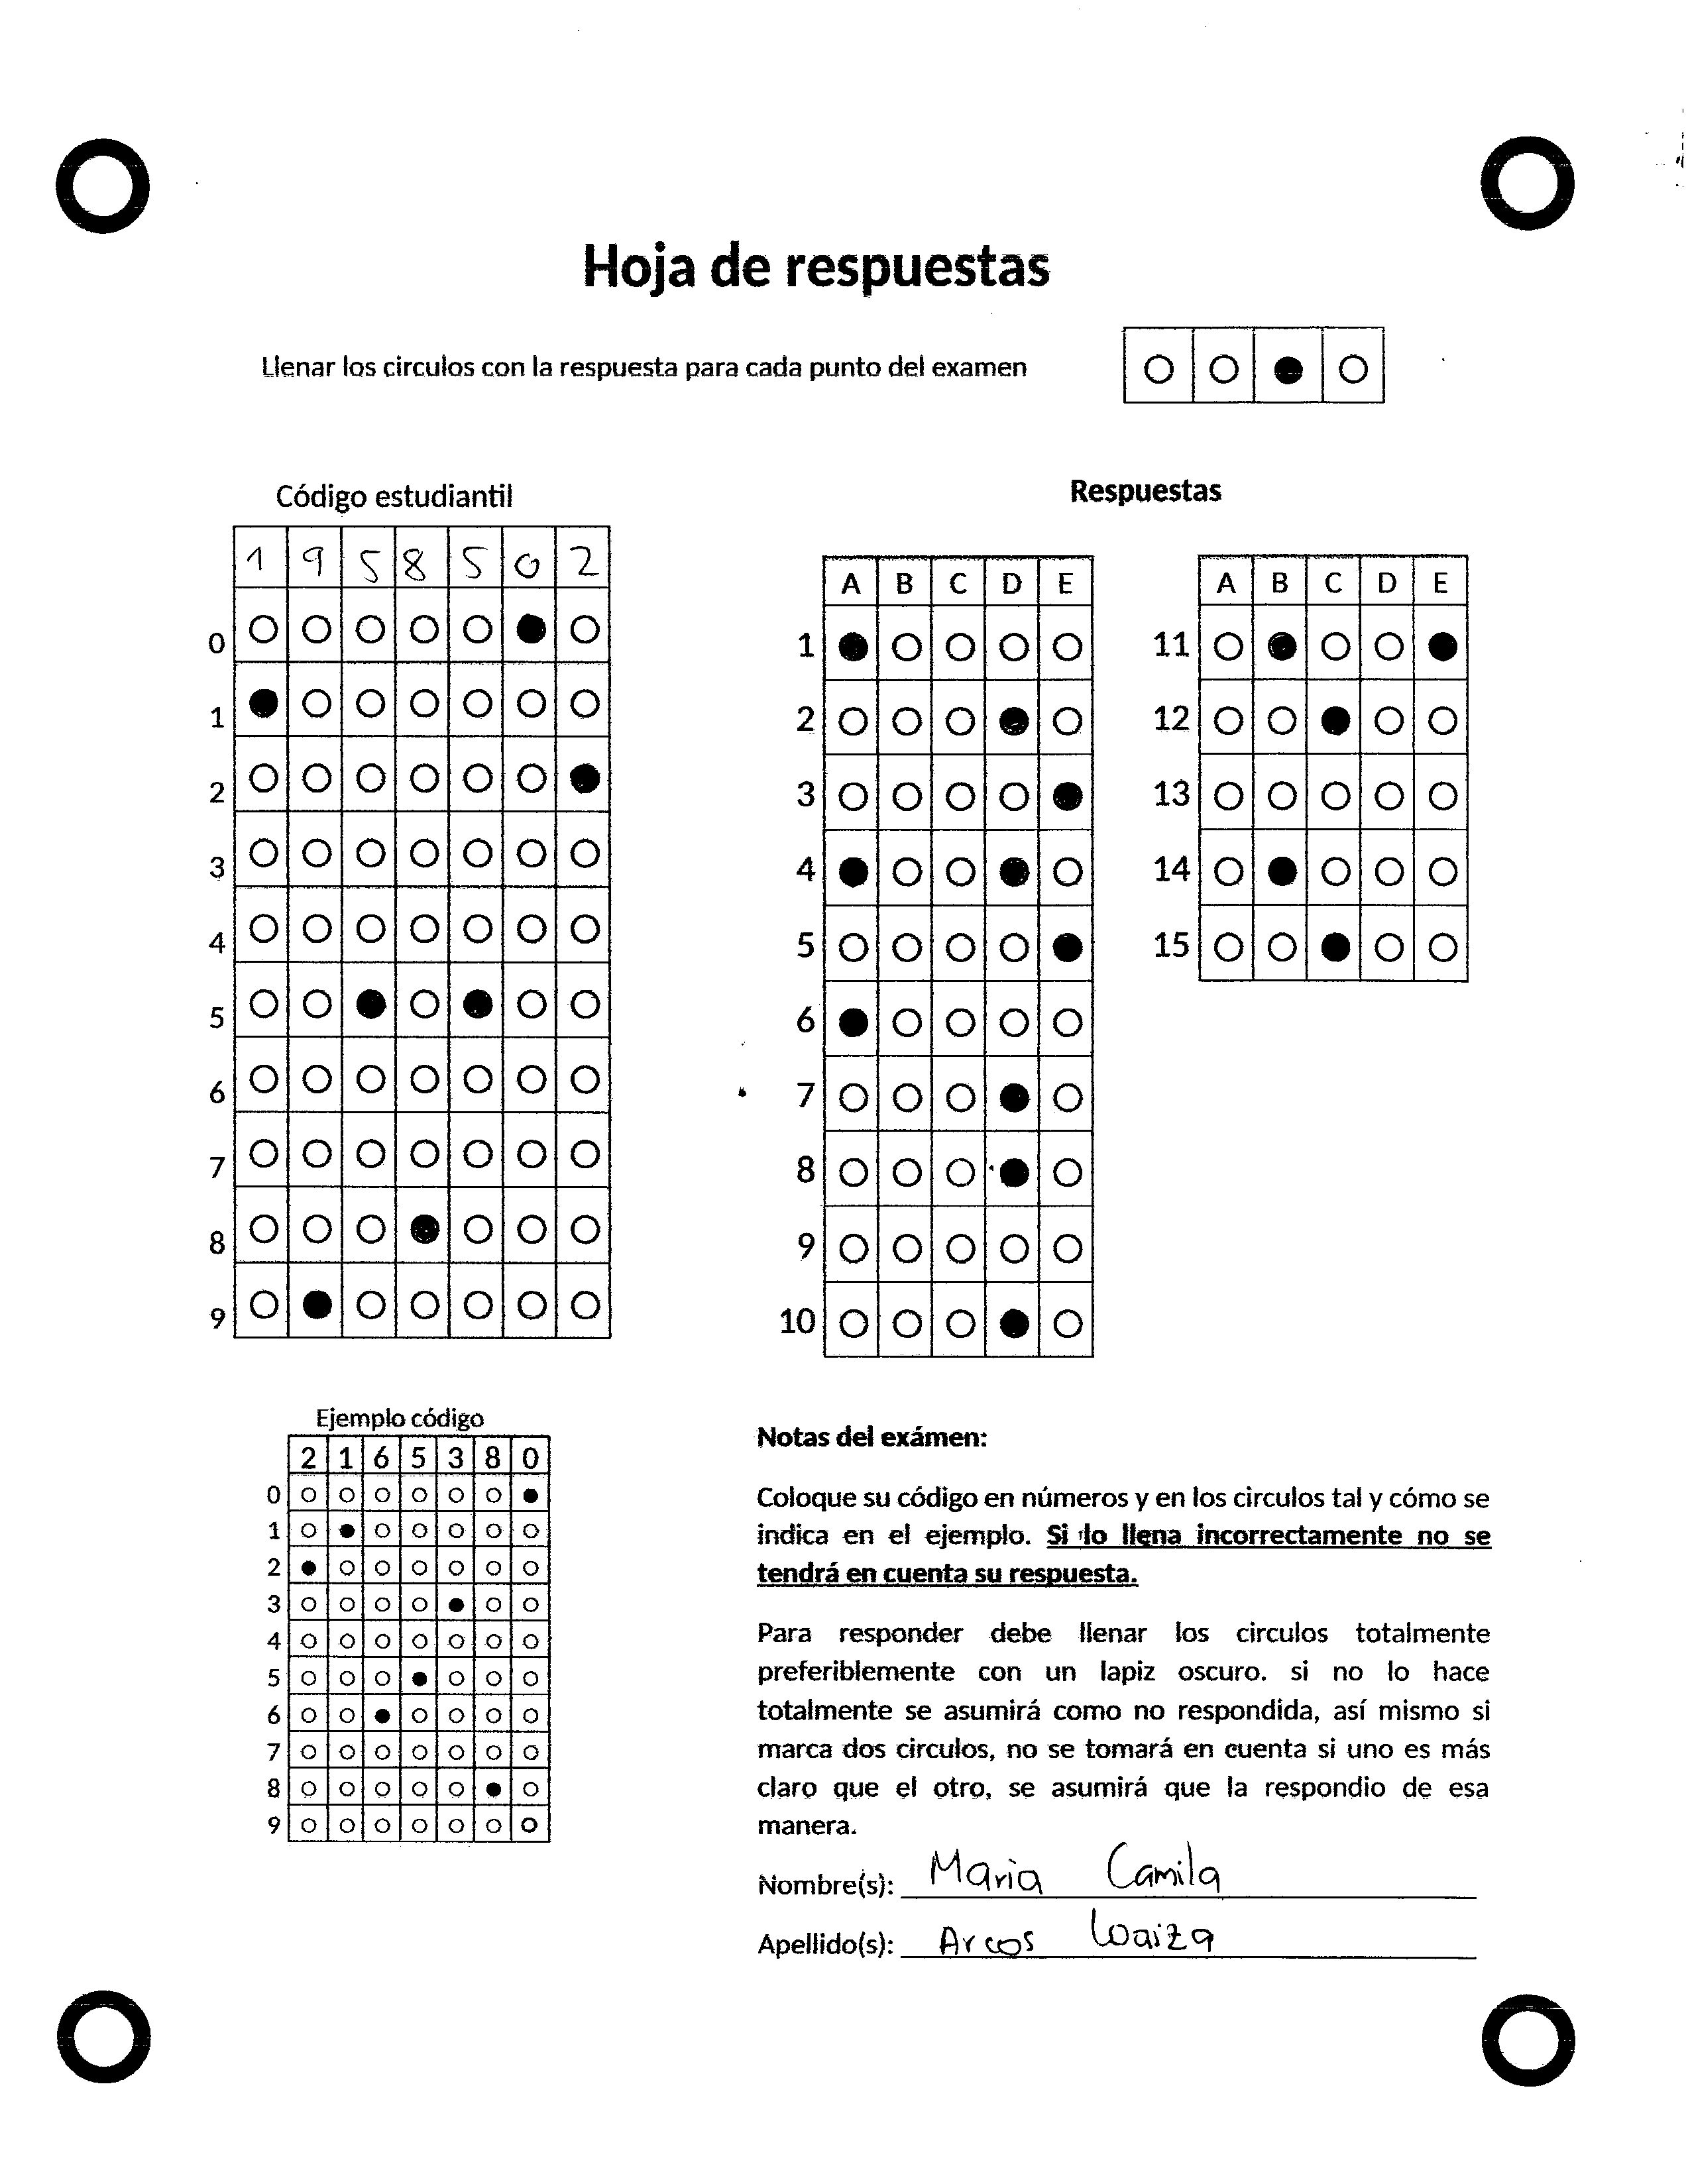 Hoja de respuestas
Llenar los circulos con la respuesta para cada punto del examen
Código estudiantil
1 9 5 8 5 0 2
0
1
2
3
4
5
6
7
8
9
Respuestas
A B C D E
1
2
3
4
5
6
7
8
9
10
A B C D E
11
12
13
14
15
Ejemplo código
2 1 6 5 3 8 0
0
1
2
3
4
5
6
7
8
9
Notas del exámen:
Coloque su código en números y en los circulos tal y cómo se
indica en el ejemplo. Si lo llena incorrectamente no se
tendrá en cuenta su respuesta.
Para responder debe llenar los circulos totalmente
preferiblemente con un lapiz oscuro. si no lo hace
totalmente se asumirá como no respondida, así mismo si
marca dos circulos, no se tomará en cuenta si uno es más
claro que el otro, se asumirá que la respondio de esa
manera.
Nombre(s): Maria Camila
Apellido(s): Arcos Loaiza